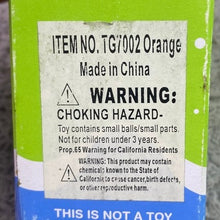 ITEM NO. TG7002 Orange
Made in China
WARNING:
CHOKING HAZARD-
Toy contains small balls/small parts.
Not for children under 3 years.
Prop.65 Warning for California Residents
WARNING: This product may contain
chemicals known to the State of
California to cause cancer, birth defects,
or other reproductive harm.
THIS IS NOT A TOY